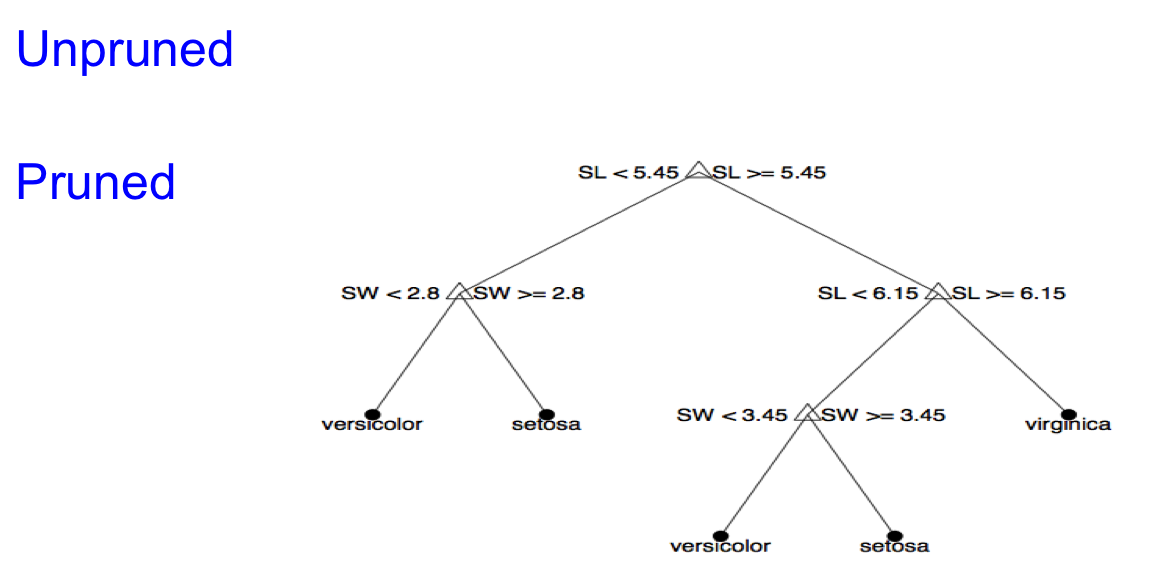 Unpruned
Pruned
SL < 5.45 SL >= 5.45
SW < 2.8 SW >= 2.8 SL < 6.15 SL >= 6.15
versicolor setosa SW < 3.45 SW >= 3.45 virginica
versicolor setosa